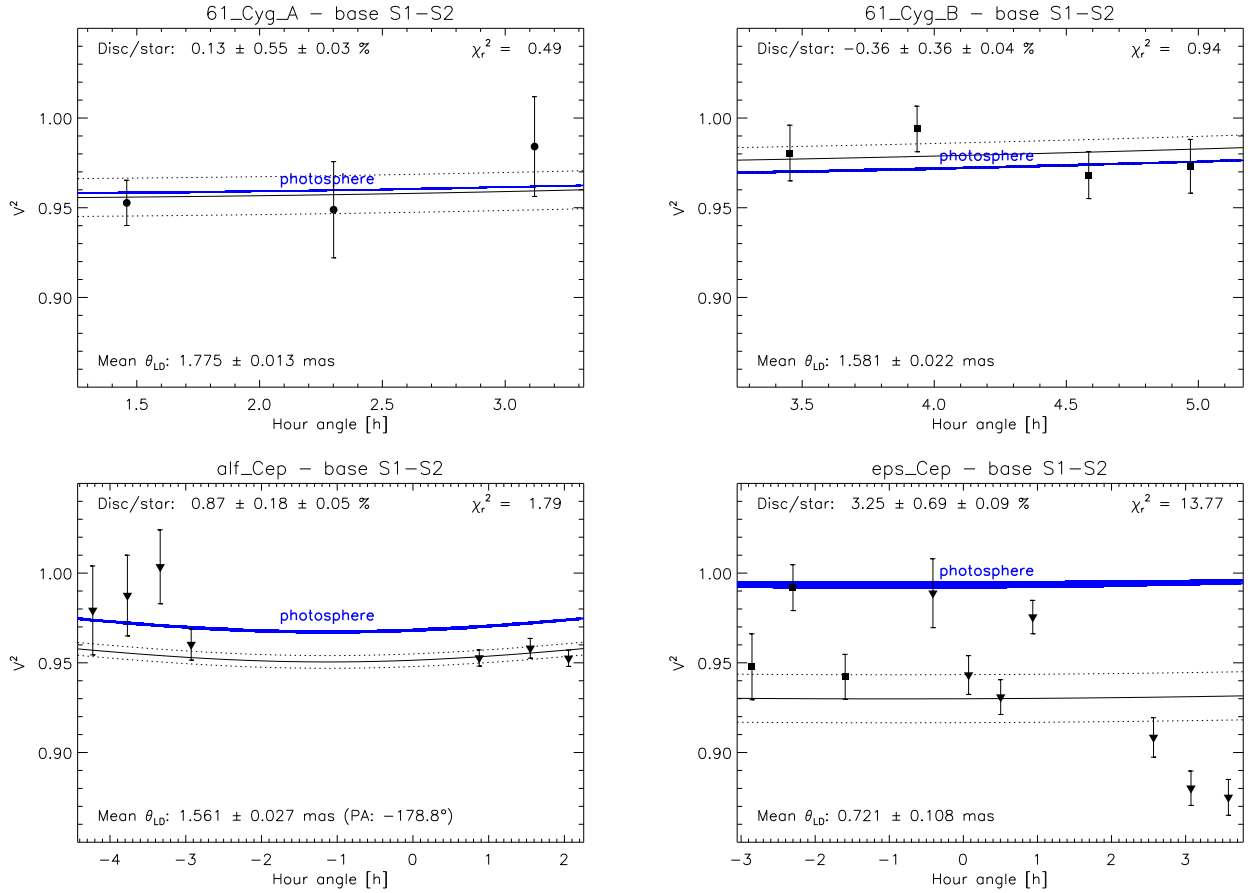 61_Cyg_A − base S1−S2
Disc/star: 0.13 ± 0.55 ± 0.03 % χᵣ² = 0.49
1.00
photosphere
V²
0.95
0.90
Mean θ_LD: 1.775 ± 0.013 mas
1.5 2.0 2.5 3.0
Hour angle [h]
61_Cyg_B − base S1−S2
Disc/star: −0.36 ± 0.36 ± 0.04 % χᵣ² = 0.94
1.00
photosphere
V²
0.95
0.90
Mean θ_LD: 1.581 ± 0.022 mas
3.5 4.0 4.5 5.0
Hour angle [h]
alf_Cep − base S1−S2
Disc/star: 0.87 ± 0.18 ± 0.05 % χᵣ² = 1.79
1.00
photosphere
V²
0.95
0.90
Mean θ_LD: 1.561 ± 0.027 mas (PA: −178.8°)
−4 −3 −2 −1 0 1 2
Hour angle [h]
eps_Cep − base S1−S2
Disc/star: 3.25 ± 0.69 ± 0.09 % χᵣ² = 13.77
1.00
photosphere
V²
0.95
0.90
Mean θ_LD: 0.721 ± 0.108 mas
−3 −2 −1 0 1 2 3
Hour angle [h]